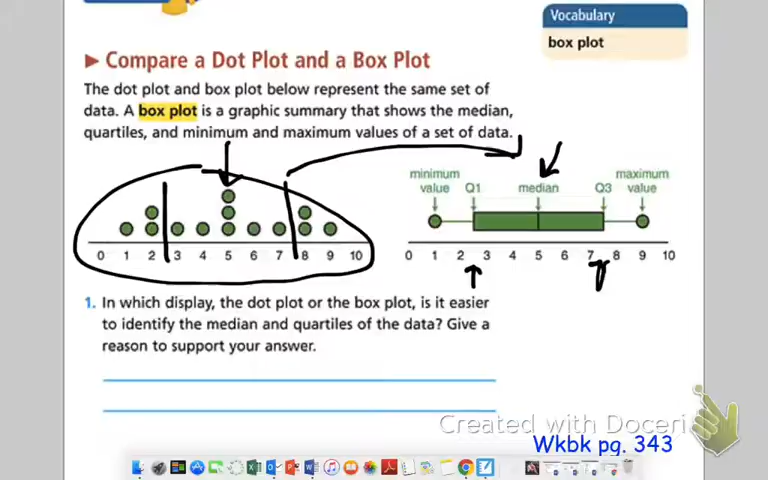 Vocabulary
box plot
▶ Compare a Dot Plot and a Box Plot
The dot plot and box plot below represent the same set of
data. A box plot is a graphic summary that shows the median,
quartiles, and minimum and maximum values of a set of data.
minimum value Q1 median Q3 maximum value
0 1 2 3 4 5 6 7 8 9 10
0 1 2 3 4 5 6 7 8 9 10
1. In which display, the dot plot or the box plot, is it easier
to identify the median and quartiles of the data? Give a
reason to support your answer.
Created with Doceri
Wkbk pg. 343